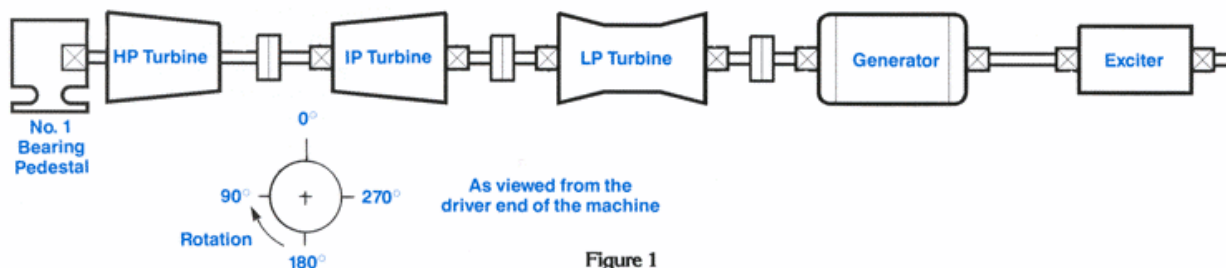 HP Turbine
IP Turbine
LP Turbine
Generator
Exciter
No. 1
Bearing
Pedestal
0°
90°
270°
As viewed from the
driver end of the machine
Rotation
180°
Figure 1